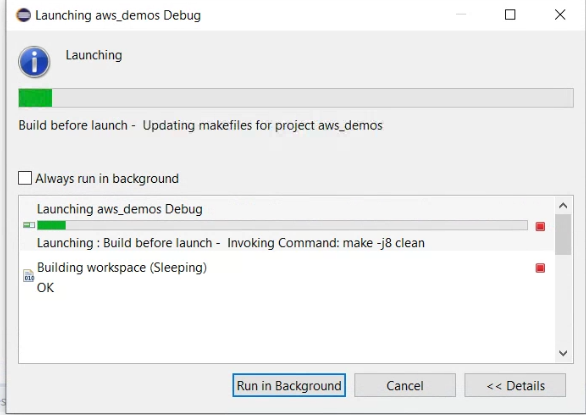 Launching aws_demos Debug
Launching
Build before launch - Updating makefiles for project aws_demos
Always run in background
Launching aws_demos Debug
Launching : Build before launch - Invoking Command: make -j8 clean
Building workspace (Sleeping)
010
OK
Run in Background
Cancel
<< Details